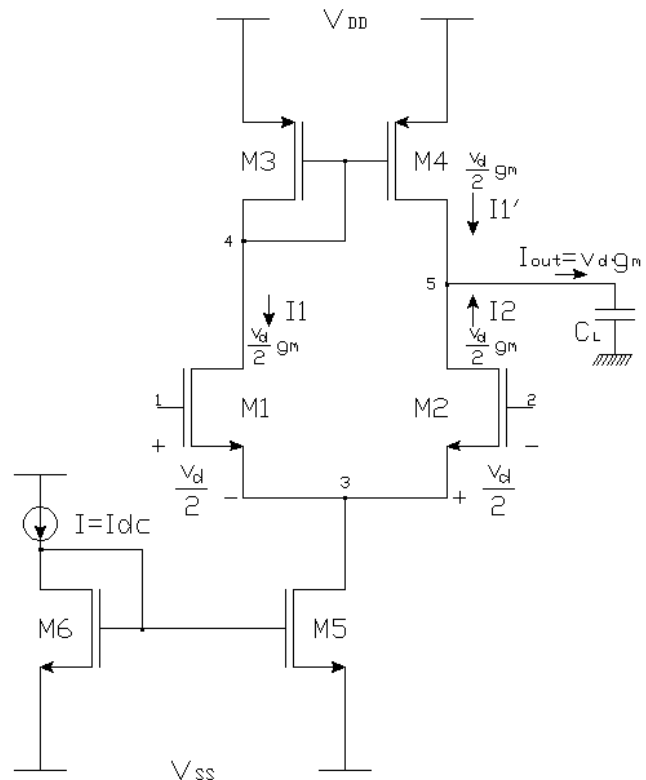 VDD
M3
M4
vd/2 gm
I1'
4
5
Iout=vd·gm
I1
I2
CL
vd/2 gm
vd/2 gm
1
M1
M2
2
+
-
vd/2
-
3
+
vd/2
I=Idc
M6
M5
VSS